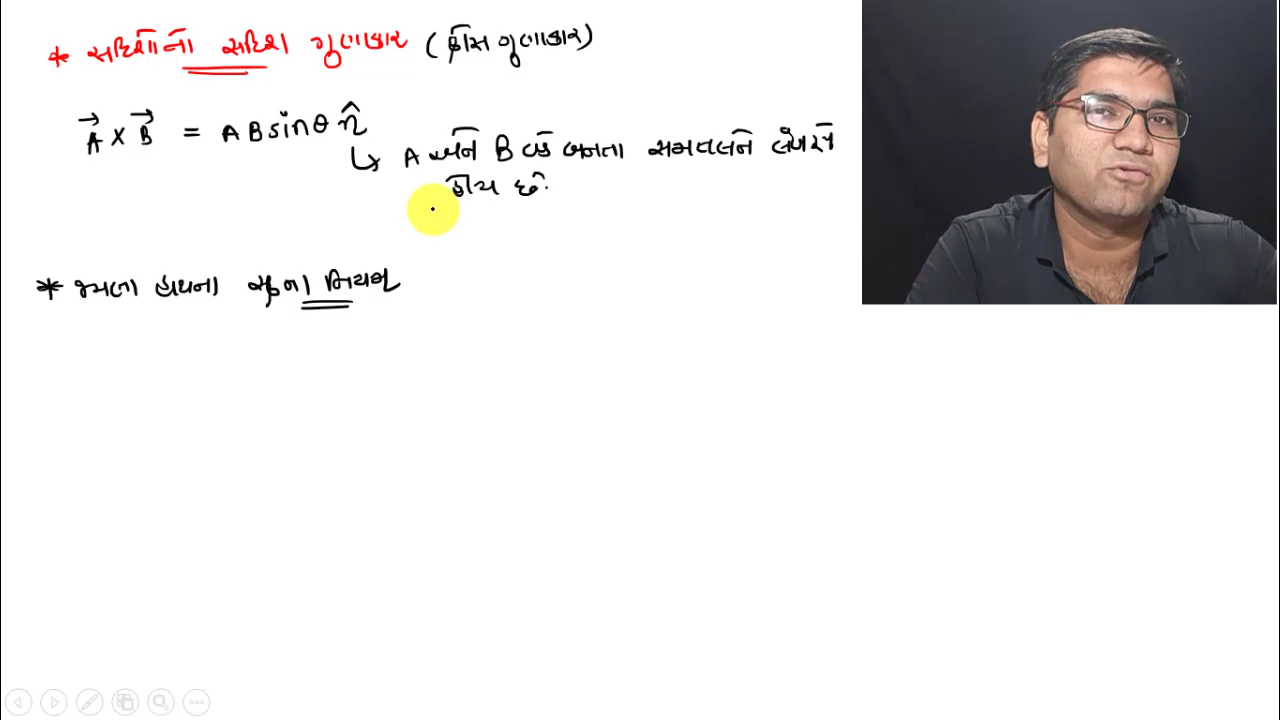 * સદિશોનો સદિશ ગુણાકાર (ક્રોસ ગુણાકાર)
A⃗ × B⃗ = AB sinθ n̂
↳ A અને B વડે બનતા સમતલને લંબરૂપે
હોય છે.
* જમણા હાથના સ્ક્રૂનો નિયમ